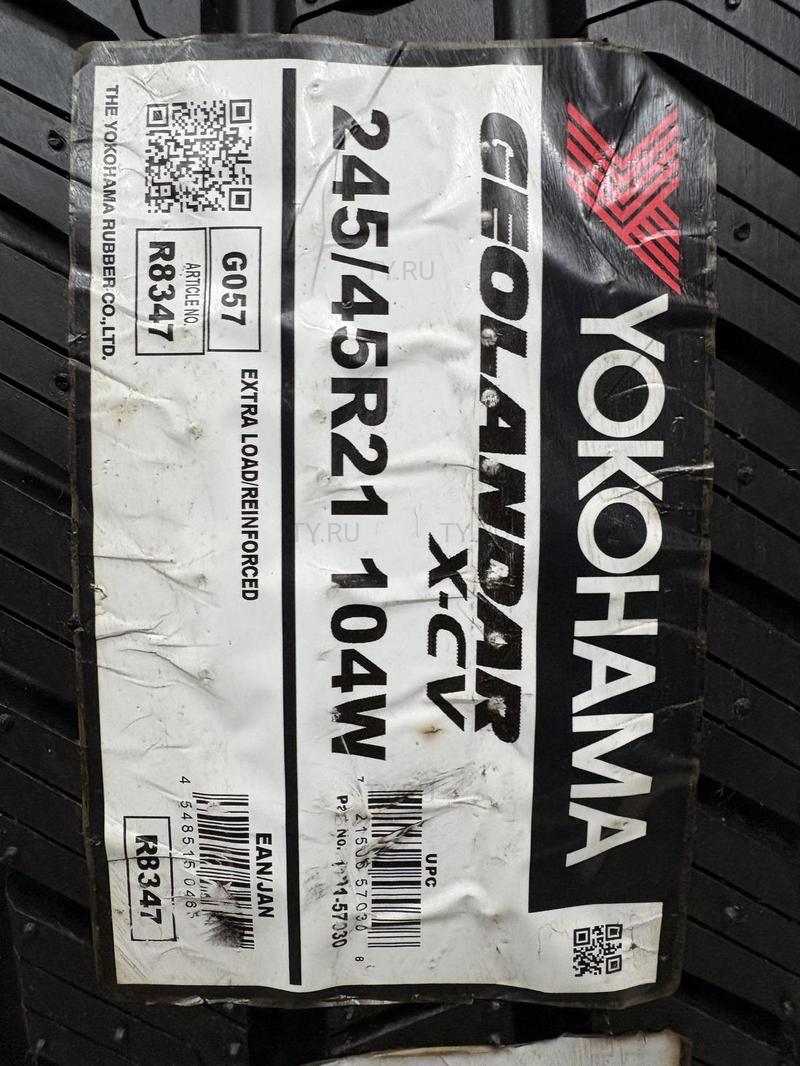 YOKOHAMA
GEOLANDAR
X-CV
245/45R21 104W
UPC
8
EXTRA LOAD/REINFORCED
G057
ARTICLE NO.
R8347
EAN/JAN
R8347
THE YOKOHAMA RUBBER CO.,LTD.
TY.RU
TY.RU